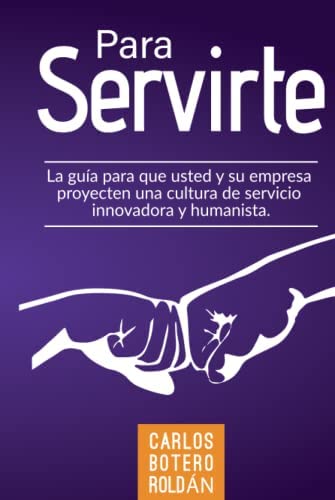 Para
Servirte
La guía para que usted y su empresa
proyecten una cultura de servicio
innovadora y humanista.
CARLOS
BOTERO
ROLDÁN